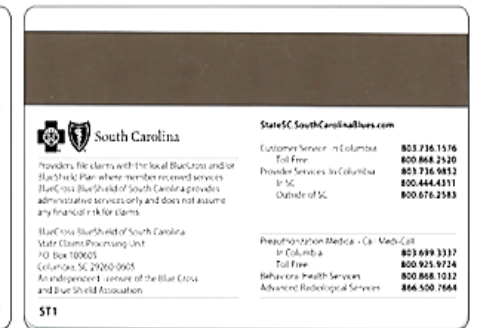 South Carolina
Providers, file claims with the local BlueCross and/or
BlueShield Plan where member received services
BlueCross BlueShield of South Carolina provides
administrative services only and does not assume
any financial risk for claims.
BlueCross BlueShield of South Carolina
State Claims Processing Unit
P.O. Box 100605
Columbia, SC 29260-0605
An independent licensee of the Blue Cross
and Blue Shield Association
ST1
StateSC.SouthCarolinaBlues.com
Customer Service In Columbia 803.736.1576
Toll Free 800.868.2520
Provider Services In Columbia 803.736.9852
In SC 800.444.4311
Outside of SC 800.676.2583
Preauthorization Medical - Call Medi-Call
In Columbia 803.699.3337
Toll Free 800.925.9724
Behavioral Health Services 800.868.1032
Advanced Radiological Services 866.500.7664